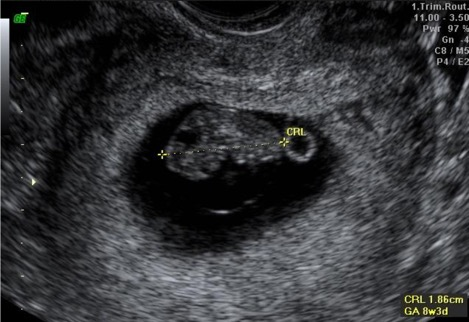 GE
1.Trim.Rout.
11.00 - 3.50
Pwr 97 %
Gn -4
C8 / M5
P4 / E2
CRL
CRL 1.86cm
GA 8w3d